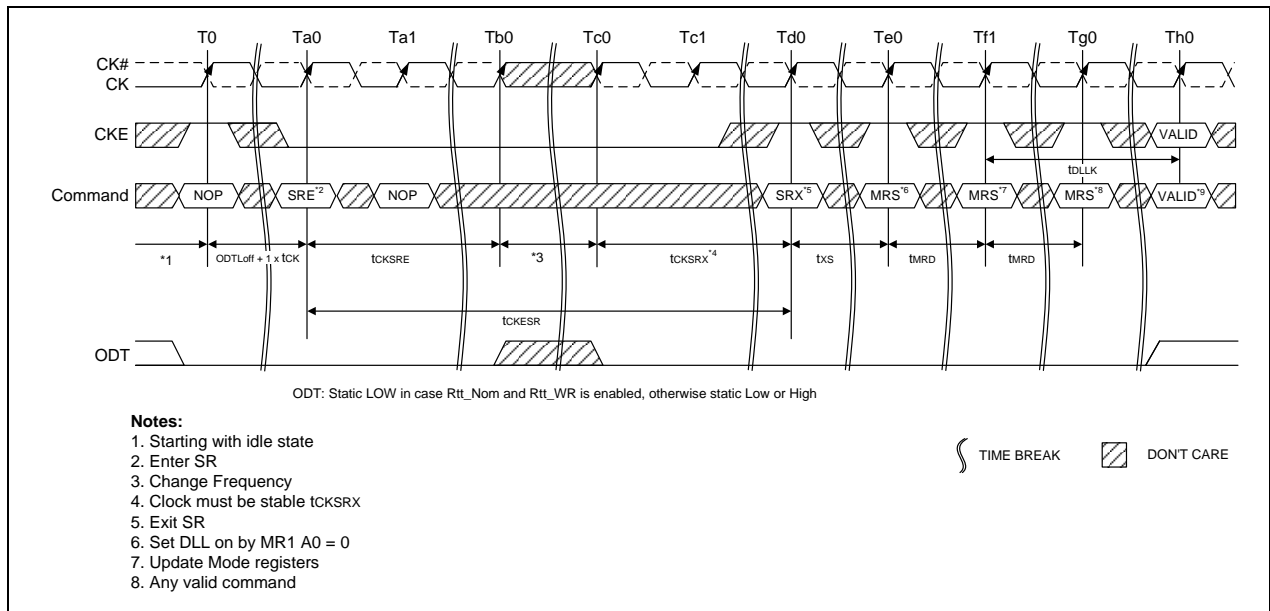 T0 Ta0 Ta1 Tb0 Tc0 Tc1 Td0 Te0 Tf1 Tg0 Th0
CK#
CK
CKE VALID
tDLLK
Command NOP SRE*2 NOP SRX*5 MRS*6 MRS*7 MRS*8 VALID*9
*1 ODTLoff + 1 x tCK tCKSRE *3 tCKSRX*4 tXS tMRD tMRD
tCKESR
ODT
ODT: Static LOW in case Rtt_Nom and Rtt_WR is enabled, otherwise static Low or High
Notes:
1. Starting with idle state
2. Enter SR
3. Change Frequency
4. Clock must be stable tCKSRX
5. Exit SR
6. Set DLL on by MR1 A0 = 0
7. Update Mode registers
8. Any valid command
TIME BREAK DON'T CARE